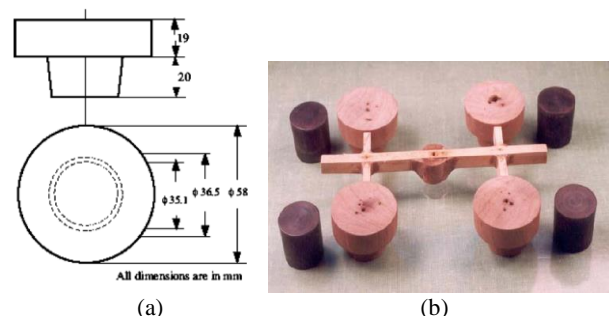 19
20
ϕ35.1
ϕ36.5
ϕ58
All dimensions are in mm
(a)
(b)